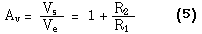 Av = Vs / Ve = 1 + R2 / R1 (5)